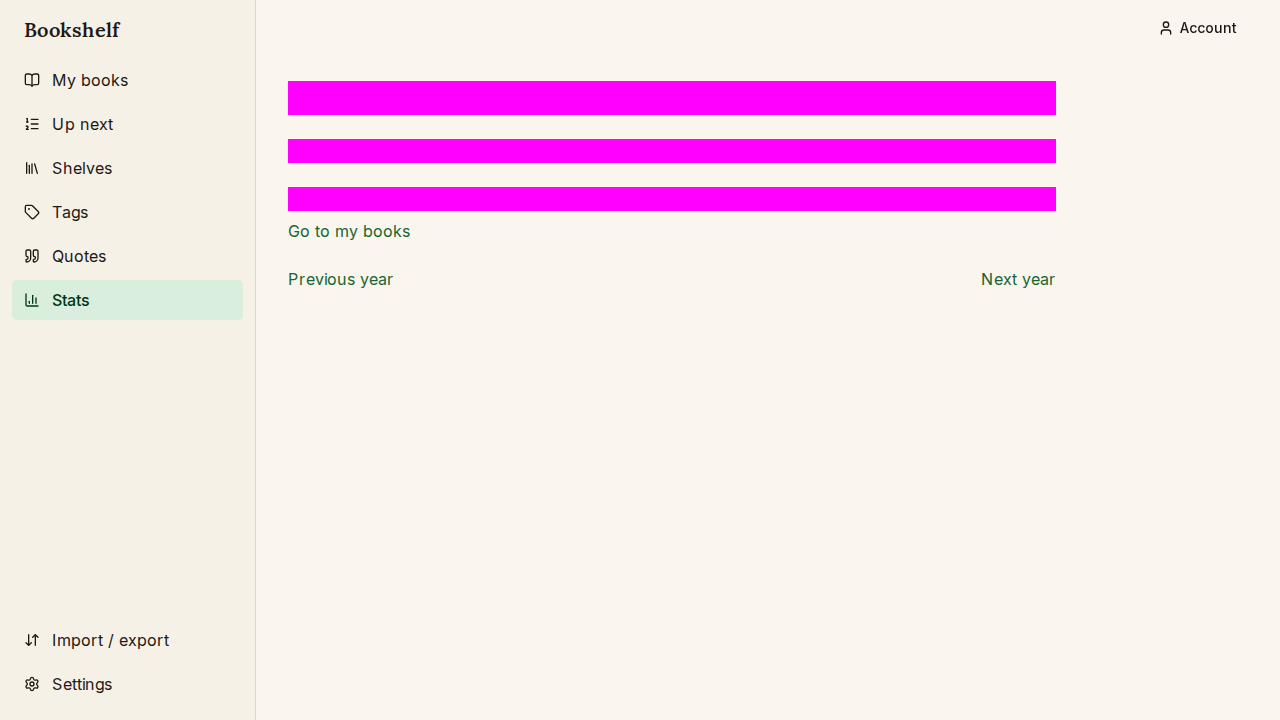 Bookshelf
Account
My books
Up next
Shelves
Tags
Quotes
Stats
Go to my books
Previous year
Next year
Import / export
Settings